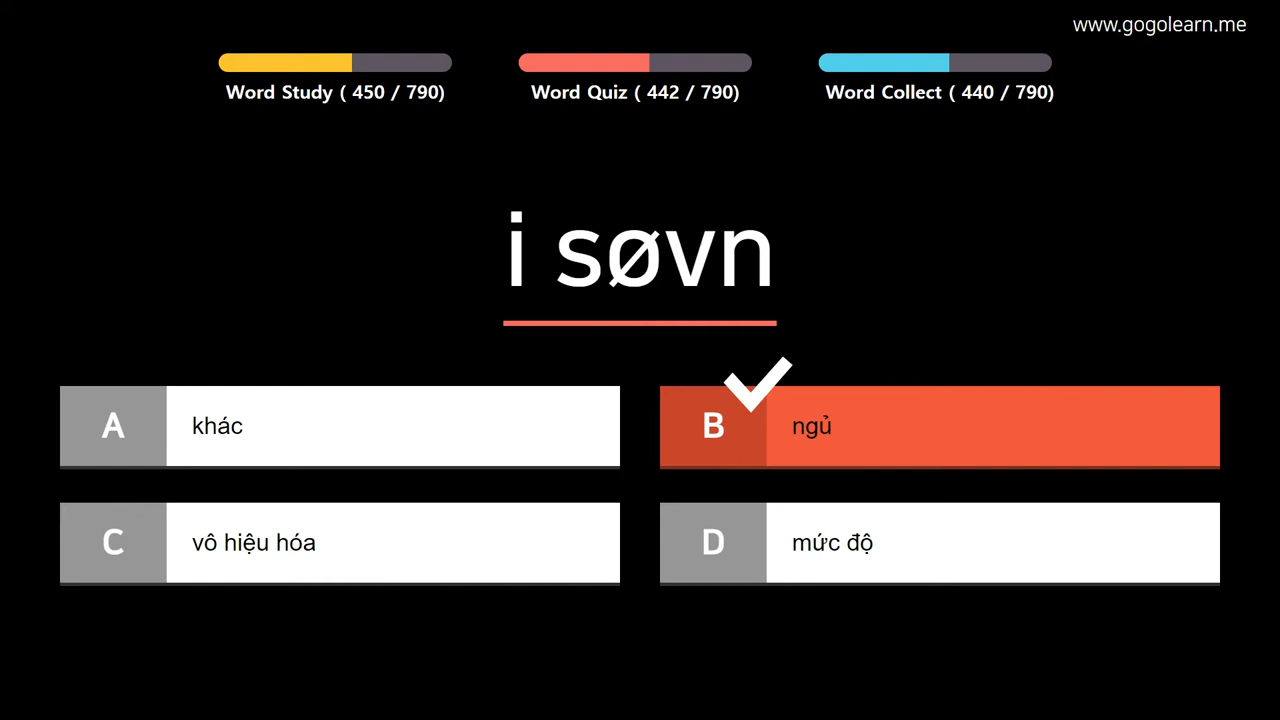 www.gogolearn.me
Word Study ( 450 / 790)
Word Quiz ( 442 / 790)
Word Collect ( 440 / 790)
i søvn
A khác
B ngủ
C vô hiệu hóa
D mức độ